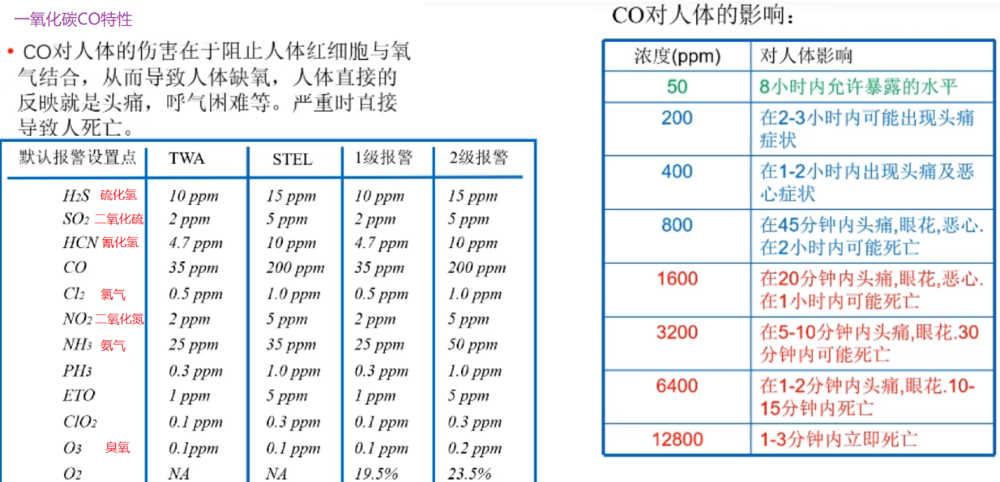 一氧化碳CO特性
• CO对人体的伤害在于阻止人体红细胞与氧
气结合，从而导致人体缺氧，人体直接的
反映就是头痛，呼气困难等。严重时直接
导致人死亡。
默认报警设置点 TWA STEL 1级报警 2级报警
H2S 硫化氢 10 ppm 15 ppm 10 ppm 15 ppm
SO2 二氧化硫 2 ppm 5 ppm 2 ppm 5 ppm
HCN 氰化氢 4.7 ppm 10 ppm 4.7 ppm 10 ppm
CO 35 ppm 200 ppm 35 ppm 200 ppm
Cl2 氯气 0.5 ppm 1.0 ppm 0.5 ppm 1.0 ppm
NO2 二氧化氮 2 ppm 5 ppm 2 ppm 5 ppm
NH3 氨气 25 ppm 35 ppm 25 ppm 50 ppm
PH3 0.3 ppm 1.0 ppm 0.3 ppm 1.0 ppm
ETO 1 ppm 5 ppm 1 ppm 5 ppm
ClO2 0.1 ppm 0.3 ppm 0.1 ppm 0.3 ppm
O3 臭氧 0.1ppm 0.1 ppm 0.1 ppm 0.2 ppm
O2 NA NA 19.5% 23.5%
CO对人体的影响：
浓度(ppm) 对人体影响
50 8小时内允许暴露的水平
200 在2-3小时内可能出现头痛
症状
400 在1-2小时内出现头痛及恶
心症状
800 在45分钟内头痛,眼花,恶心.
在2小时内可能死亡
1600 在20分钟内头痛,眼花,恶心.
在1小时内可能死亡
3200 在5-10分钟内头痛,眼花.30
分钟内可能死亡
6400 在1-2分钟内头痛,眼花.10-
15分钟内死亡
12800 1-3分钟内立即死亡